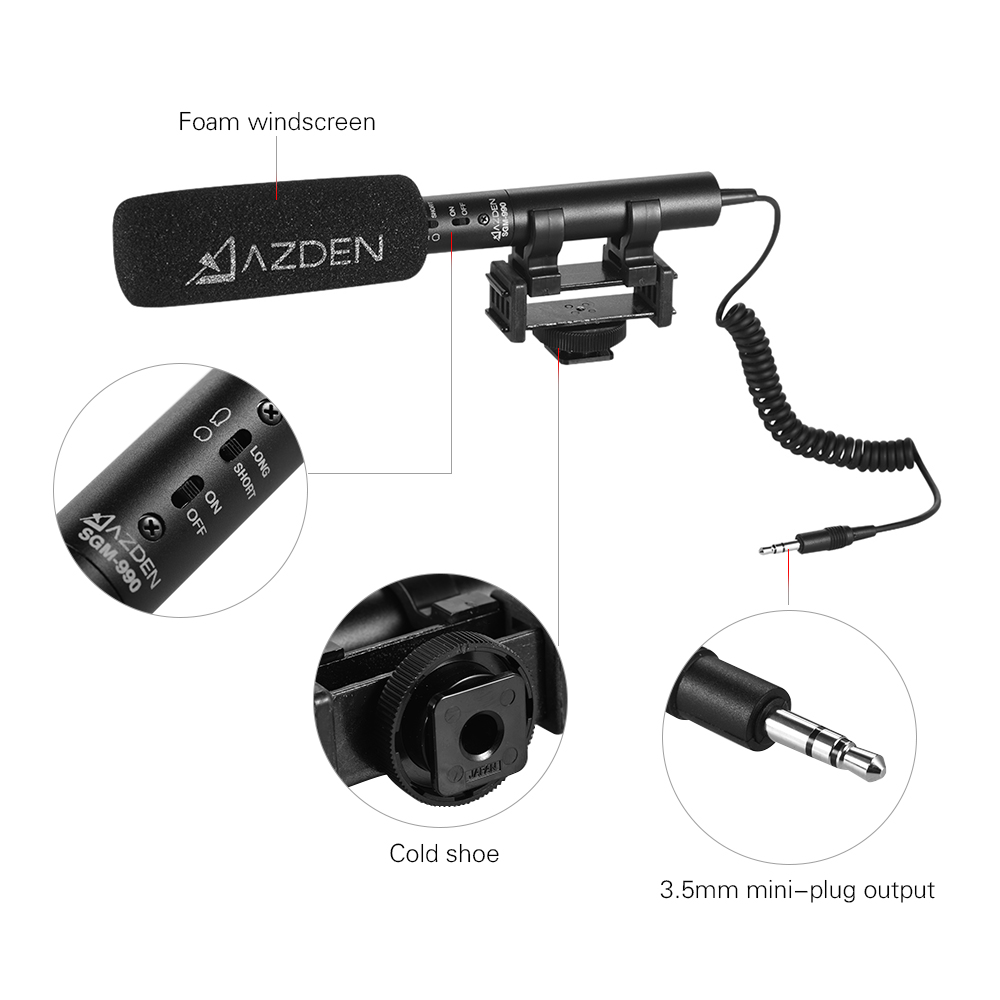 Foam windscreen
AZDEN
ON
OFF
AZDEN
SGM-990
LONG
SHORT
ON
OFF
AZDEN
SGM-990
JAPAN
Cold shoe
3.5mm mini-plug output